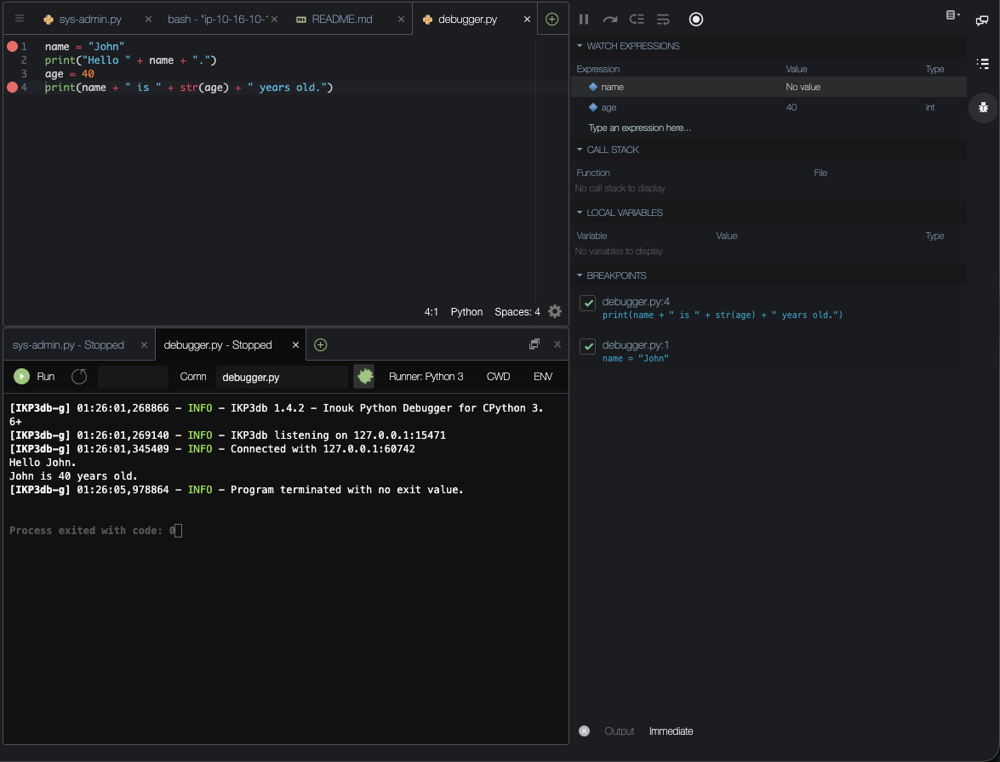 sys-admin.py
bash - "ip-10-16-10-1
README.md
debugger.py
1 name = "John"
2 print("Hello " + name + ".")
3 age = 40
4 print(name + " is " + str(age) + " years old.")
4:1 Python Spaces: 4
WATCH EXPRESSIONS
Expression Value Type
name No value
age 40 int
Type an expression here...
CALL STACK
Function File
No call stack to display
LOCAL VARIABLES
Variable Value Type
No variables to display
BREAKPOINTS
debugger.py:4
print(name + " is " + str(age) + " years old.")
debugger.py:1
name = "John"
sys-admin.py - Stopped
debugger.py - Stopped
Run Comn debugger.py Runner: Python 3 CWD ENV
[IKP3db-g] 01:26:01,268866 - INFO - IKP3db 1.4.2 - Inouk Python Debugger for CPython 3.
6+
[IKP3db-g] 01:26:01,269140 - INFO - IKP3db listening on 127.0.0.1:15471
[IKP3db-g] 01:26:01,345409 - INFO - Connected with 127.0.0.1:60742
Hello John.
John is 40 years old.
[IKP3db-g] 01:26:05,978864 - INFO - Program terminated with no exit value.
Process exited with code: 0
Output Immediate